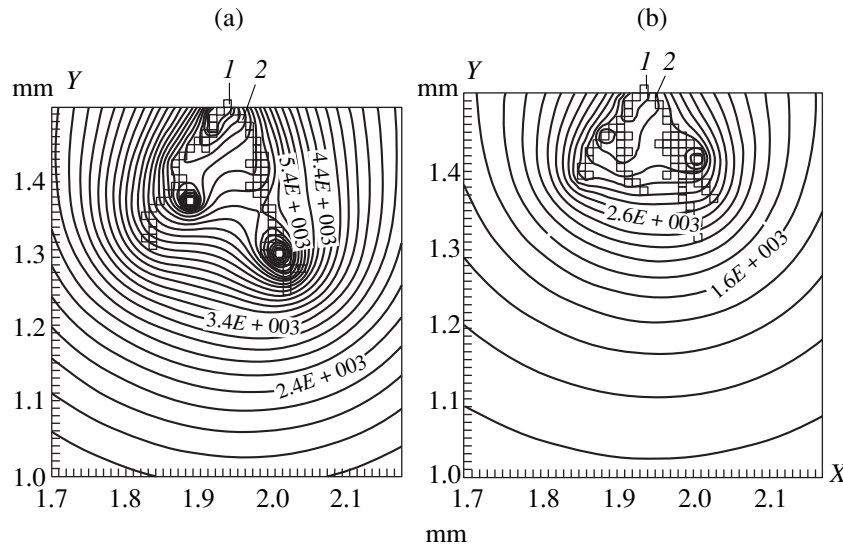 (a)
(b)
mm
Y
1
2
1.4
1.3
1.2
1.1
1.0
5.4E + 003
4.4E + 003
3.4E + 003
2.4E + 003
1.7
1.8
1.9
2.0
2.1
mm
Y
1
2
1.4
1.3
1.2
1.1
1.0
2.6E + 003
1.6E + 003
X
1.7
1.8
1.9
2.0
2.1
mm